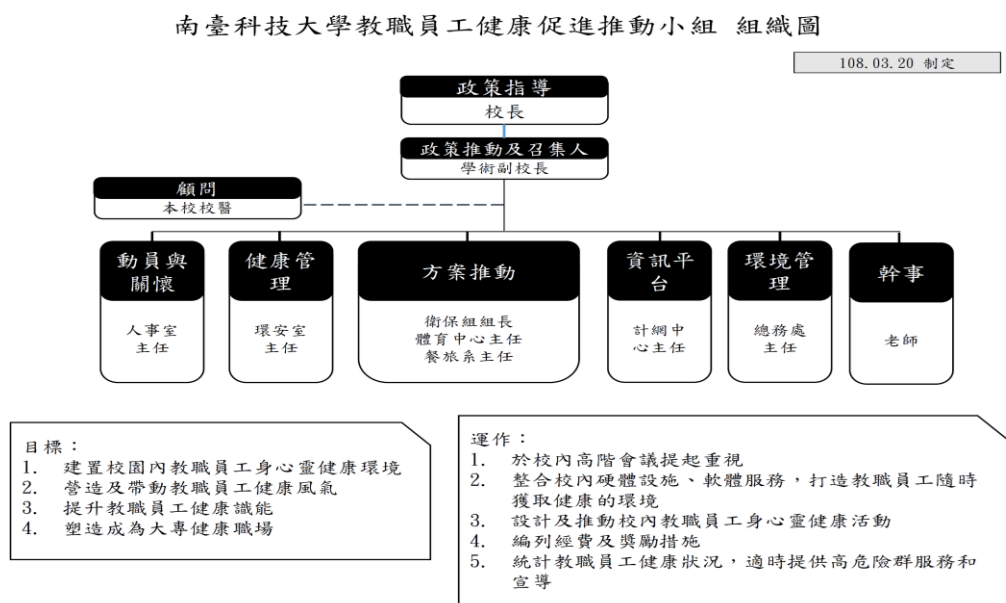 南臺科技大學教職員工健康促進推動小組 組織圖
108.03.20 制定
政策指導
校長
政策推動及召集人
學術副校長
顧問
本校校醫
動員與
關懷
人事室
主任
健康管
理
環安室
主任
方案推動
衛保組組長
體育中心主任
餐旅系主任
資訊平
台
計網中
心主任
環境管
理
總務處
主任
幹事
老師
目標：
1. 建置校園內教職員工身心靈健康環境
2. 營造及帶動教職員工健康風氣
3. 提升教職員工健康識能
4. 塑造成為大專健康職場
運作：
1. 於校內高階會議提起重視
2. 整合校內硬體設施、軟體服務，打造教職員工隨時
獲取健康的環境
3. 設計及推動校內教職員工身心靈健康活動
4. 編列經費及獎勵措施
5. 統計教職員工健康狀況，適時提供高危險群服務和
宣導